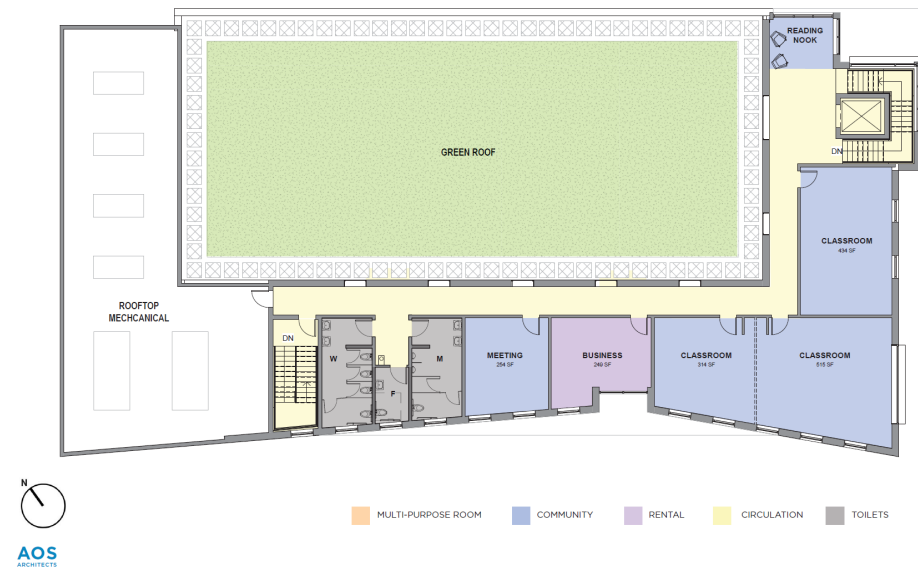 READING
NOOK
DN
GREEN ROOF
CLASSROOM
434 SF
ROOFTOP
MECHCANICAL
DN
W
M
F
MEETING
254 SF
BUSINESS
249 SF
CLASSROOM
314 SF
CLASSROOM
515 SF
N
MULTI-PURPOSE ROOM
COMMUNITY
RENTAL
CIRCULATION
TOILETS
AOS
ARCHITECTS